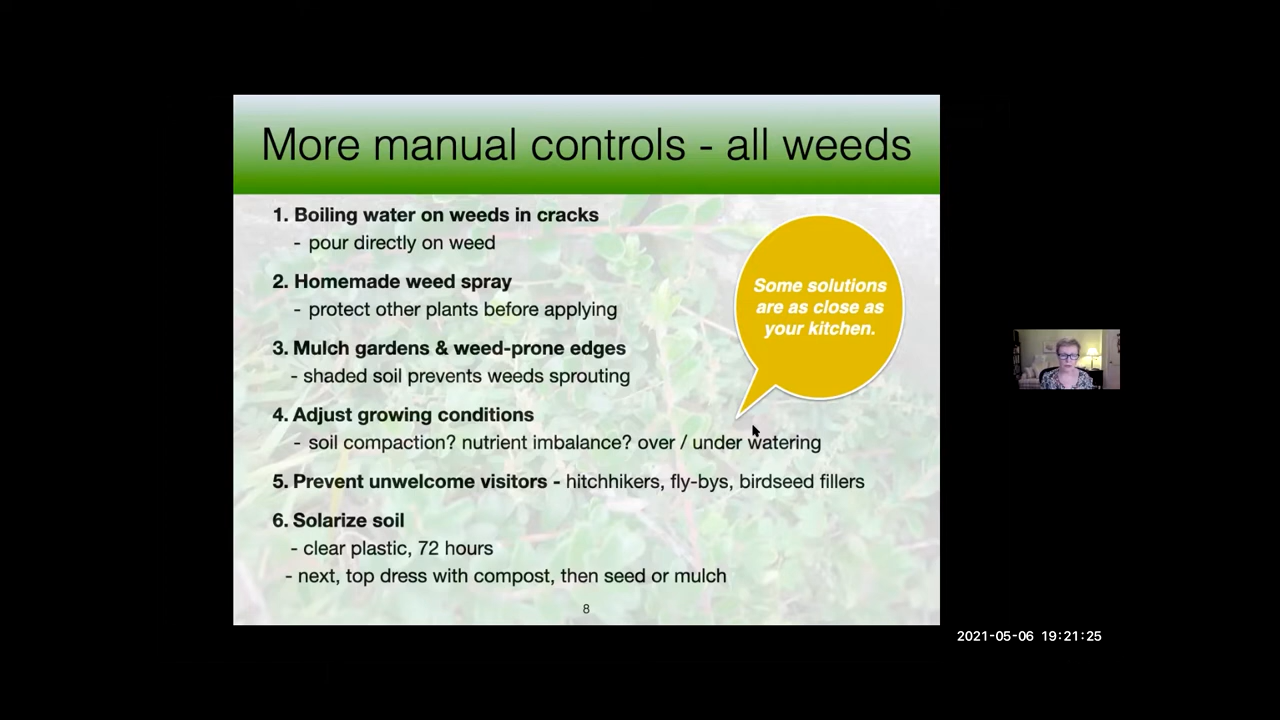 More manual controls - all weeds
1. Boiling water on weeds in cracks
- pour directly on weed
2. Homemade weed spray
- protect other plants before applying
3. Mulch gardens & weed-prone edges
- shaded soil prevents weeds sprouting
4. Adjust growing conditions
- soil compaction? nutrient imbalance? over / under watering
5. Prevent unwelcome visitors - hitchhikers, fly-bys, birdseed fillers
6. Solarize soil
- clear plastic, 72 hours
- next, top dress with compost, then seed or mulch
Some solutions
are as close as
your kitchen.
8
2021-05-06 19:21:25